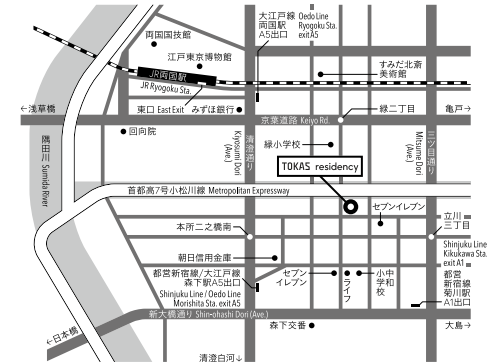 大江戸線 Oedo Line
両国駅 Ryogoku Sta.
A5出口 exit A5
両国国技館
江戸東京博物館
すみだ北斎
美術館
JR両国駅
JR Ryogoku Sta.
←浅草橋
東口 East Exit
みずほ銀行
緑二丁目
亀戸→
京葉道路 Keiyo Rd.
回向院
隅田川 Sumida River
清澄通り
Kiyosumi Dori
(Ave.)
緑小学校
三ツ目通り
Mitsume Dori
(Ave.)
TOKAS residency
首都高7号小松川線 Metropolitan Expressway
セブンイレブン
本所二之橋南
立川
三丁目
朝日信用金庫
Shinjuku Line
Kikukawa Sta.
exit A1
都営新宿線/大江戸線
森下駅A5出口
Shinjuku Line / Oedo Line
Morishita Sta. exit A5
セブン
イレブン
ライフ
小中
学校
都営
新宿線
菊川駅
A1出口
新大橋通り Shin-ohashi Dori (Ave.)
←日本橋
森下交番
大島→
清澄白河↓